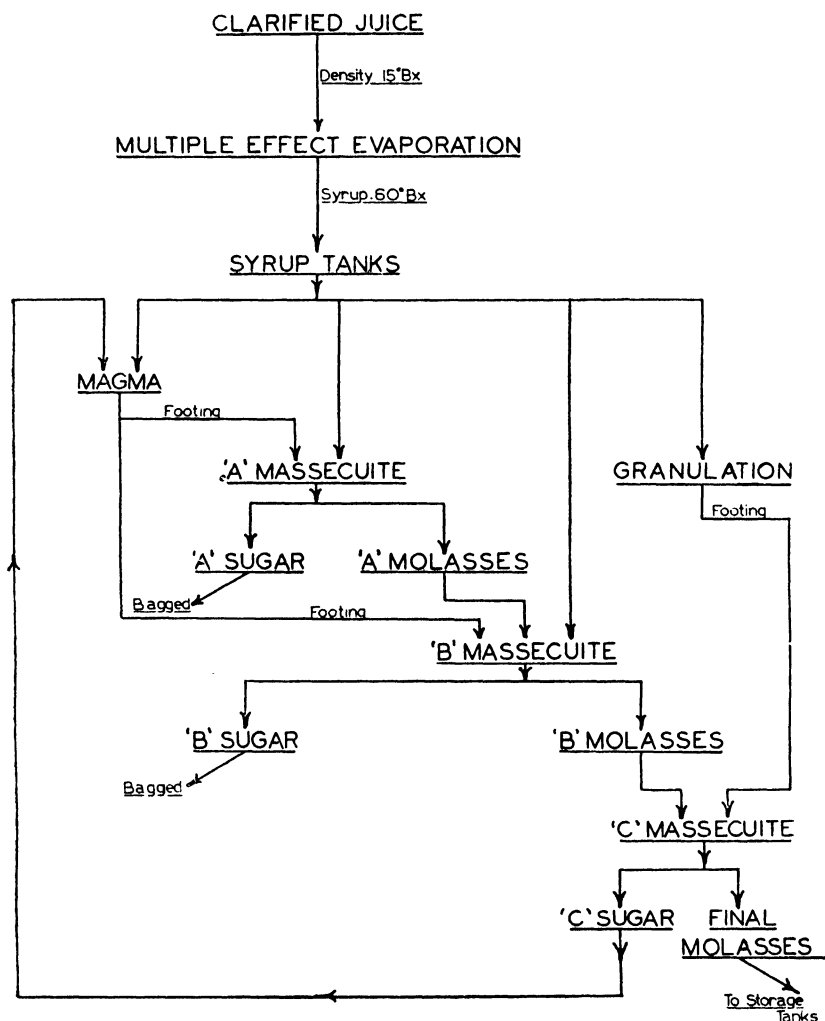 CLARIFIED JUICE
Density 15°Bx
MULTIPLE EFFECT EVAPORATION
Syrup. 60°Bx
SYRUP TANKS
MAGMA
Footing
'A' MASSECUITE
GRANULATION
Footing
'A' SUGAR
'A' MOLASSES
Bagged
Footing
'B' MASSECUITE
'B' SUGAR
'B' MOLASSES
Bagged
'C' MASSECUITE
'C' SUGAR
FINAL
MOLASSES
To Storage
Tanks